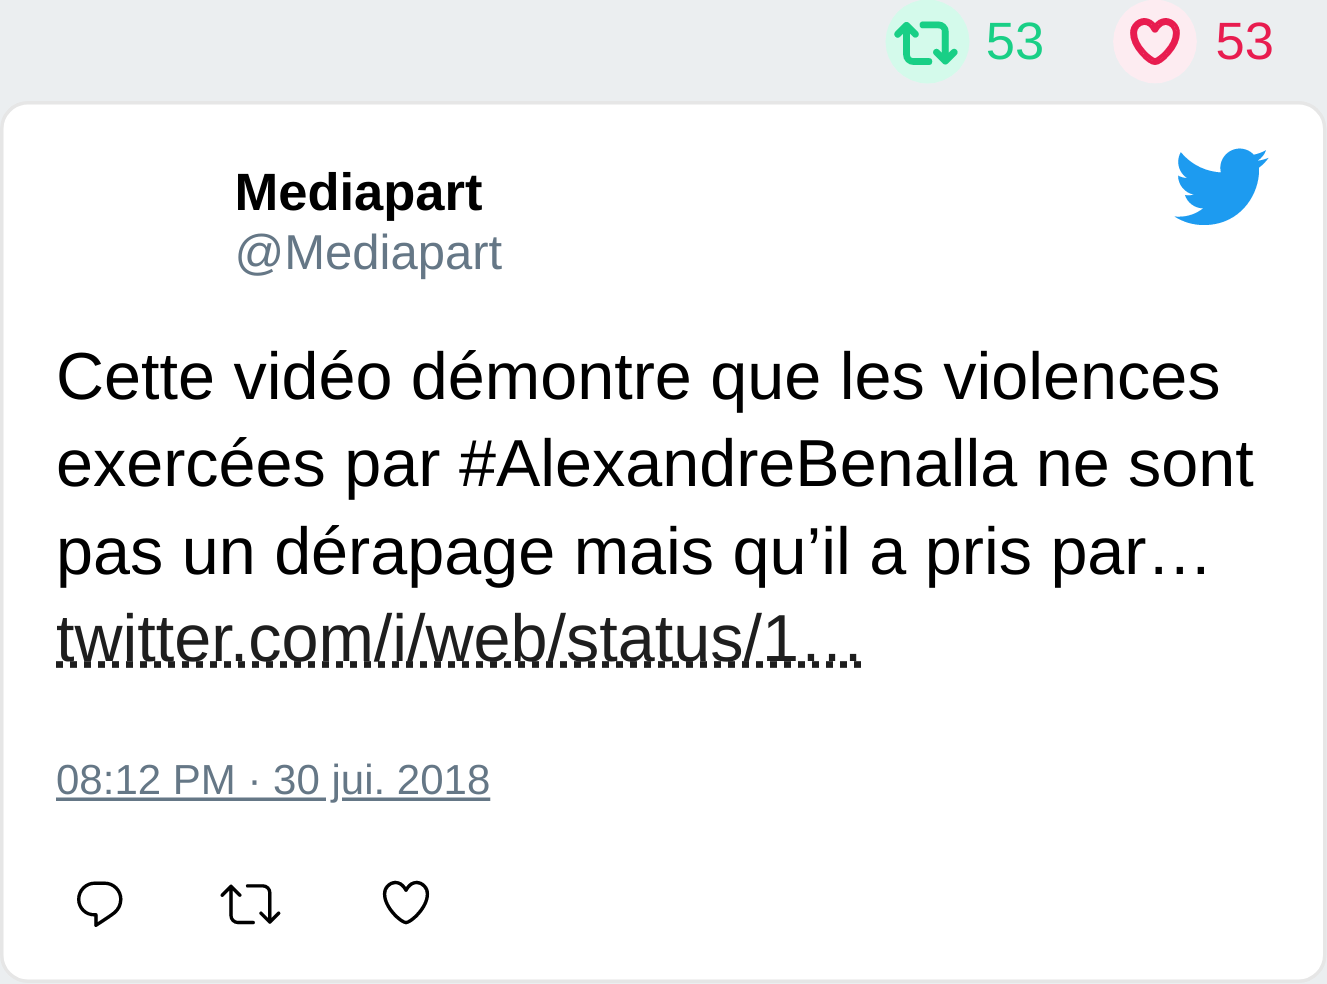 53 53
Mediapart
@Mediapart
Cette vidéo démontre que les violences
exercées par #AlexandreBenalla ne sont
pas un dérapage mais qu’il a pris par…
twitter.com/i/web/status/1…
08:12 PM · 30 jui. 2018